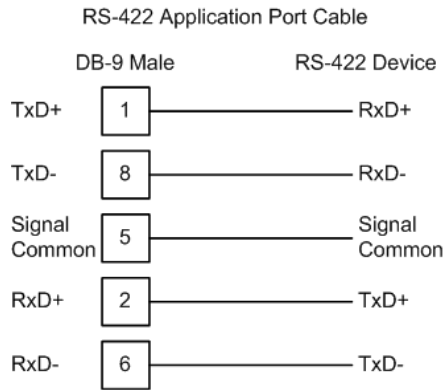 RS-422 Application Port Cable
DB-9 Male RS-422 Device
TxD+ 1 RxD+
TxD- 8 RxD-
Signal Common 5 Signal Common
RxD+ 2 TxD+
RxD- 6 TxD-